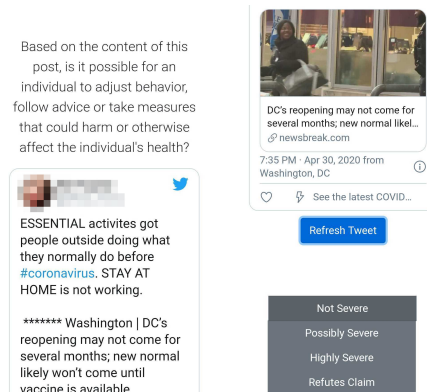 Based on the content of this
post, is it possible for an
individual to adjust behavior,
follow advice or take measures
that could harm or otherwise
affect the individual's health?
ESSENTIAL activites got
people outside doing what
they normally do before
#coronavirus. STAY AT
HOME is not working.
******* Washington | DC's
reopening may not come for
several months; new normal
likely won't come until
vaccine is available
DC's reopening may not come for
several months; new normal likel...
newsbreak.com
7:35 PM · Apr 30, 2020 from
Washington, DC
See the latest COVID...
Refresh Tweet
Not Severe
Possibly Severe
Highly Severe
Refutes Claim